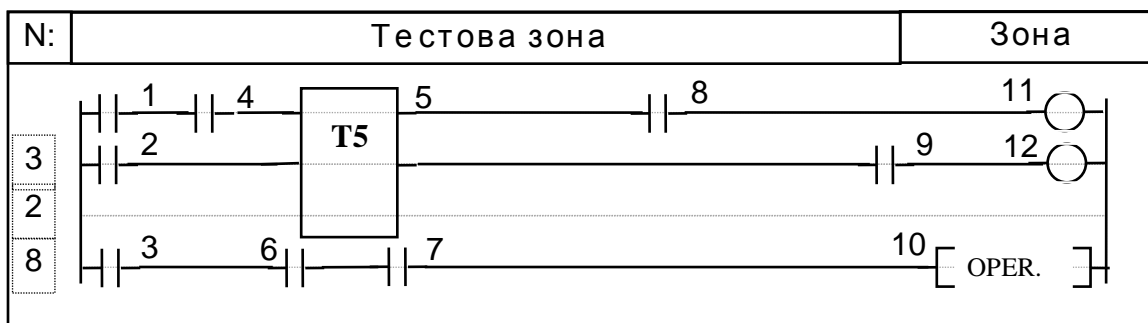 N: Тестова зона Зона
1 4 5 8 11
T5
3 2 9 12
2
8 3 6 7 10 OPER.